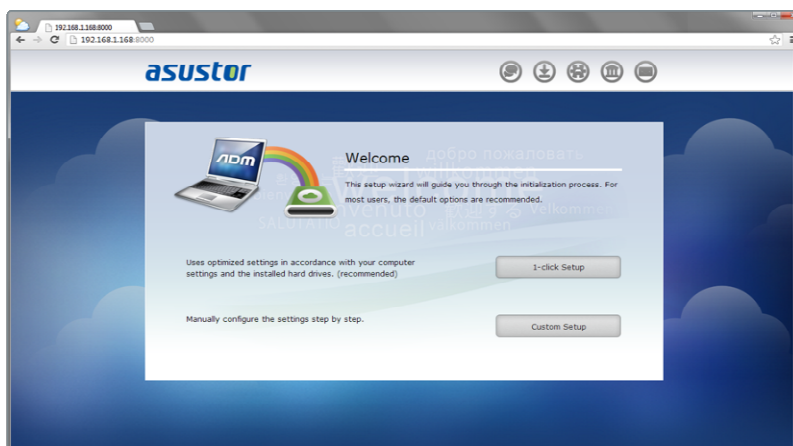 192.168.1.168:8000
192.168.1.168:8000
asustor
ADM
Welcome
добро пожаловать
This setup wizard will guide you through the initialization process. For
most users, the default options are recommended.
Velkommen
accueil
Uses optimized settings in accordance with your computer
settings and the installed hard drives. (recommended)
1-click Setup
Manually configure the settings step by step.
Custom Setup